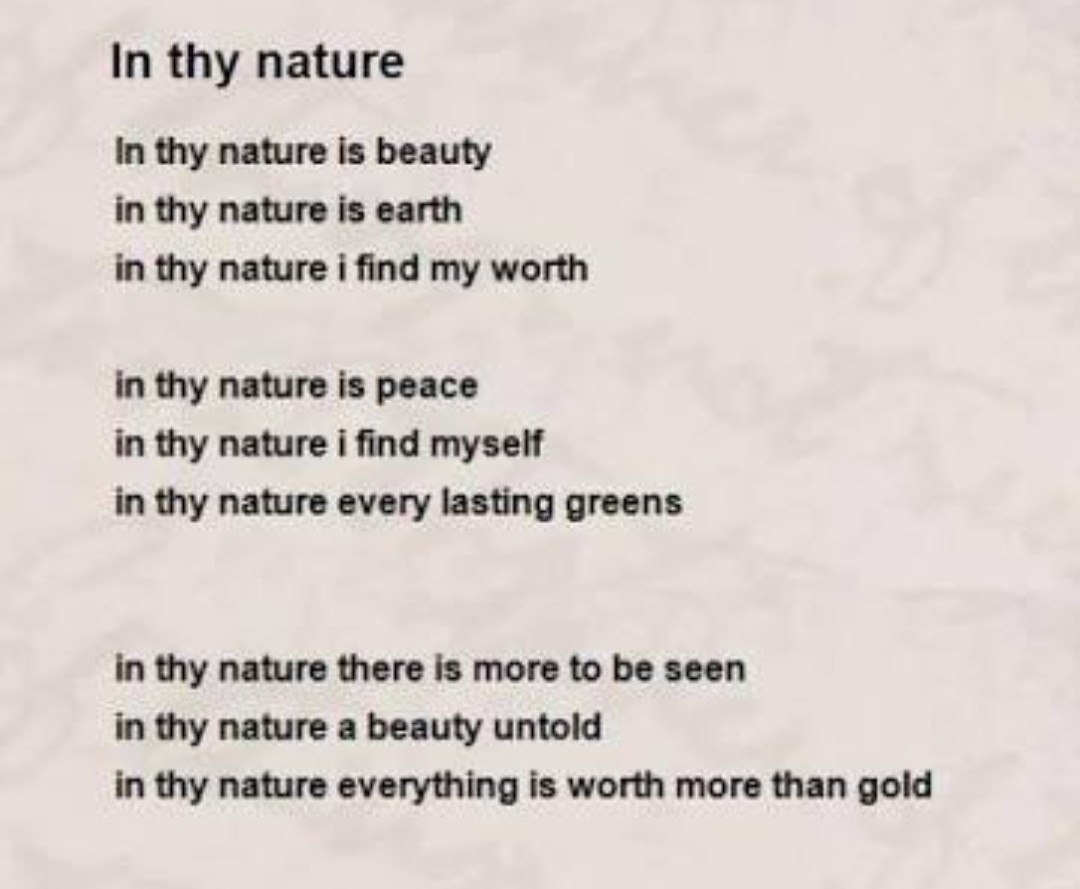 In thy nature
In thy nature is beauty
in thy nature is earth
in thy nature i find my worth
in thy nature is peace
in thy nature i find myself
in thy nature every lasting greens
in thy nature there is more to be seen
in thy nature a beauty untold
in thy nature everything is worth more than gold